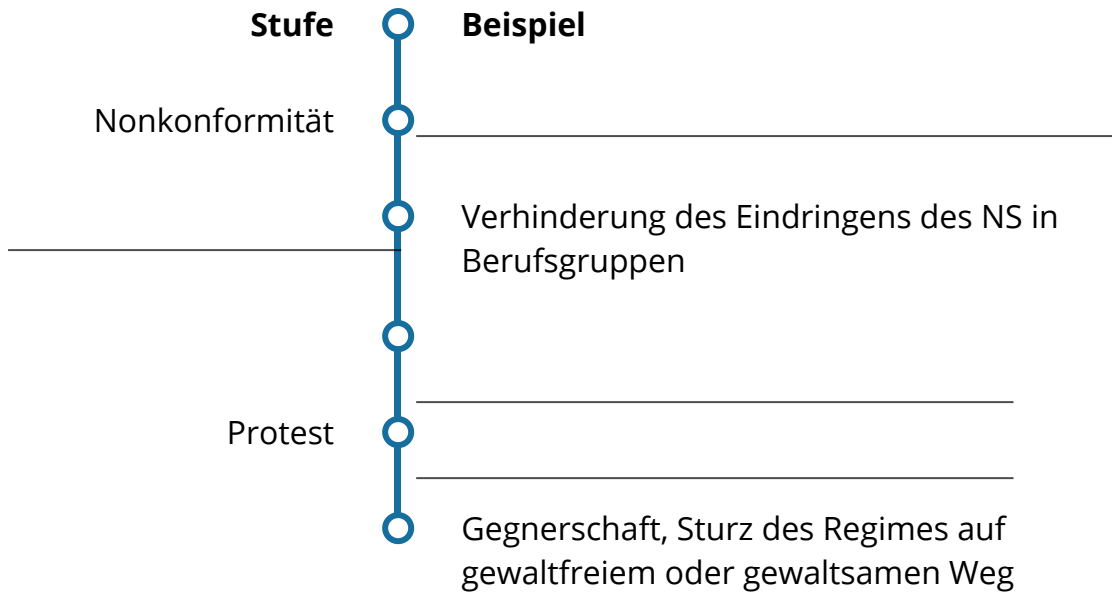 Stufe Beispiel
Nonkonformität
Verhinderung des Eindringens des NS in
Berufsgruppen
Protest
Gegnerschaft, Sturz des Regimes auf
gewaltfreiem oder gewaltsamen Weg